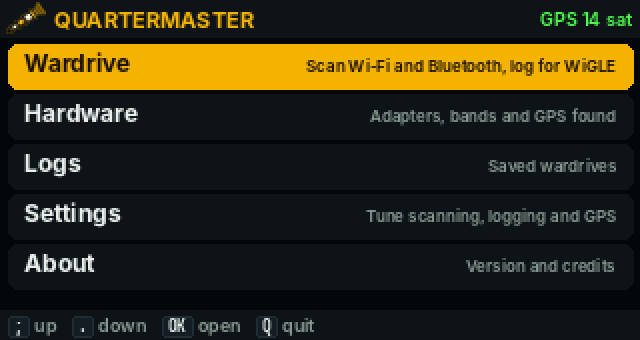 QUARTERMASTER GPS 14 sat
Wardrive Scan Wi-Fi and Bluetooth, log for WiGLE
Hardware Adapters, bands and GPS found
Logs Saved wardrives
Settings Tune scanning, logging and GPS
About Version and credits
; up . down OK open Q quit